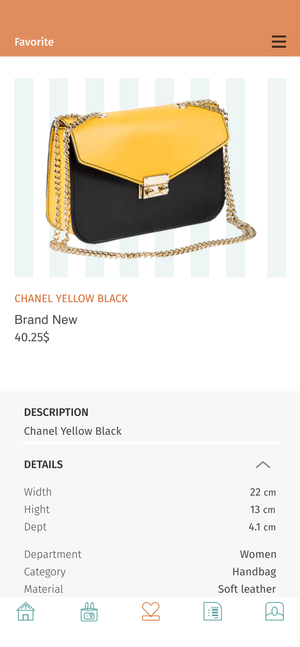 Favorite
CHANEL YELLOW BLACK
Brand New
40.25$
DESCRIPTION
Chanel Yellow Black
DETAILS
Width 22 cm
Hight 13 cm
Dept 4.1 cm
Department Women
Category Handbag
Material Soft leather